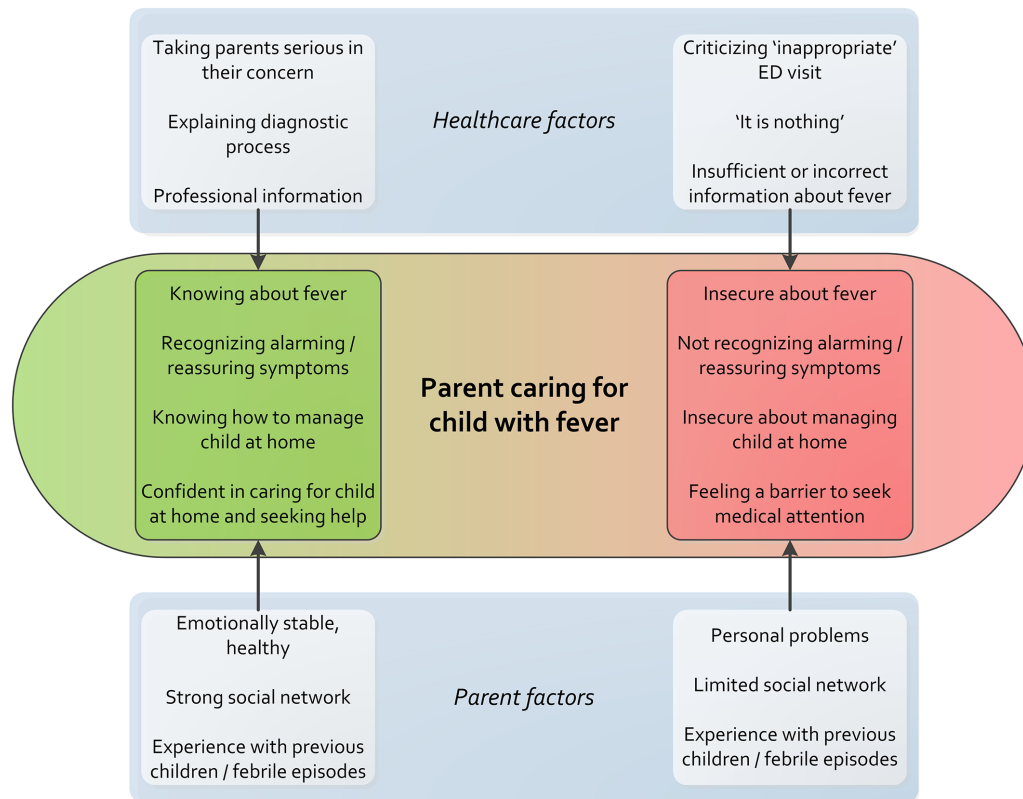 Taking parents serious in
their concern
Explaining diagnostic
process
Professional information
Healthcare factors
Criticizing ‘inappropriate’
ED visit
‘It is nothing’
Insufficient or incorrect
information about fever
Knowing about fever
Recognizing alarming /
reassuring symptoms
Knowing how to manage
child at home
Confident in caring for child
at home and seeking help
Parent caring for
child with fever
Insecure about fever
Not recognizing alarming /
reassuring symptoms
Insecure about managing
child at home
Feeling a barrier to seek
medical attention
Emotionally stable,
healthy
Strong social network
Experience with previous
children / febrile episodes
Parent factors
Personal problems
Limited social network
Experience with previous
children / febrile episodes